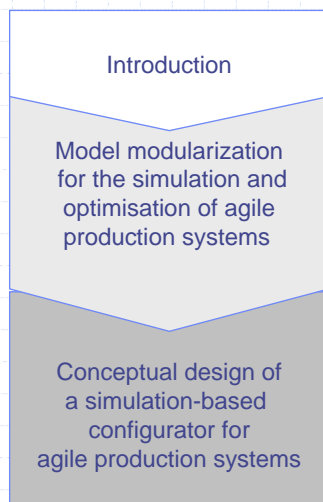 Introduction
Model modularization
for the simulation and
optimisation of agile
production systems
Conceptual design of
a simulation-based
configurator for
agile production systems